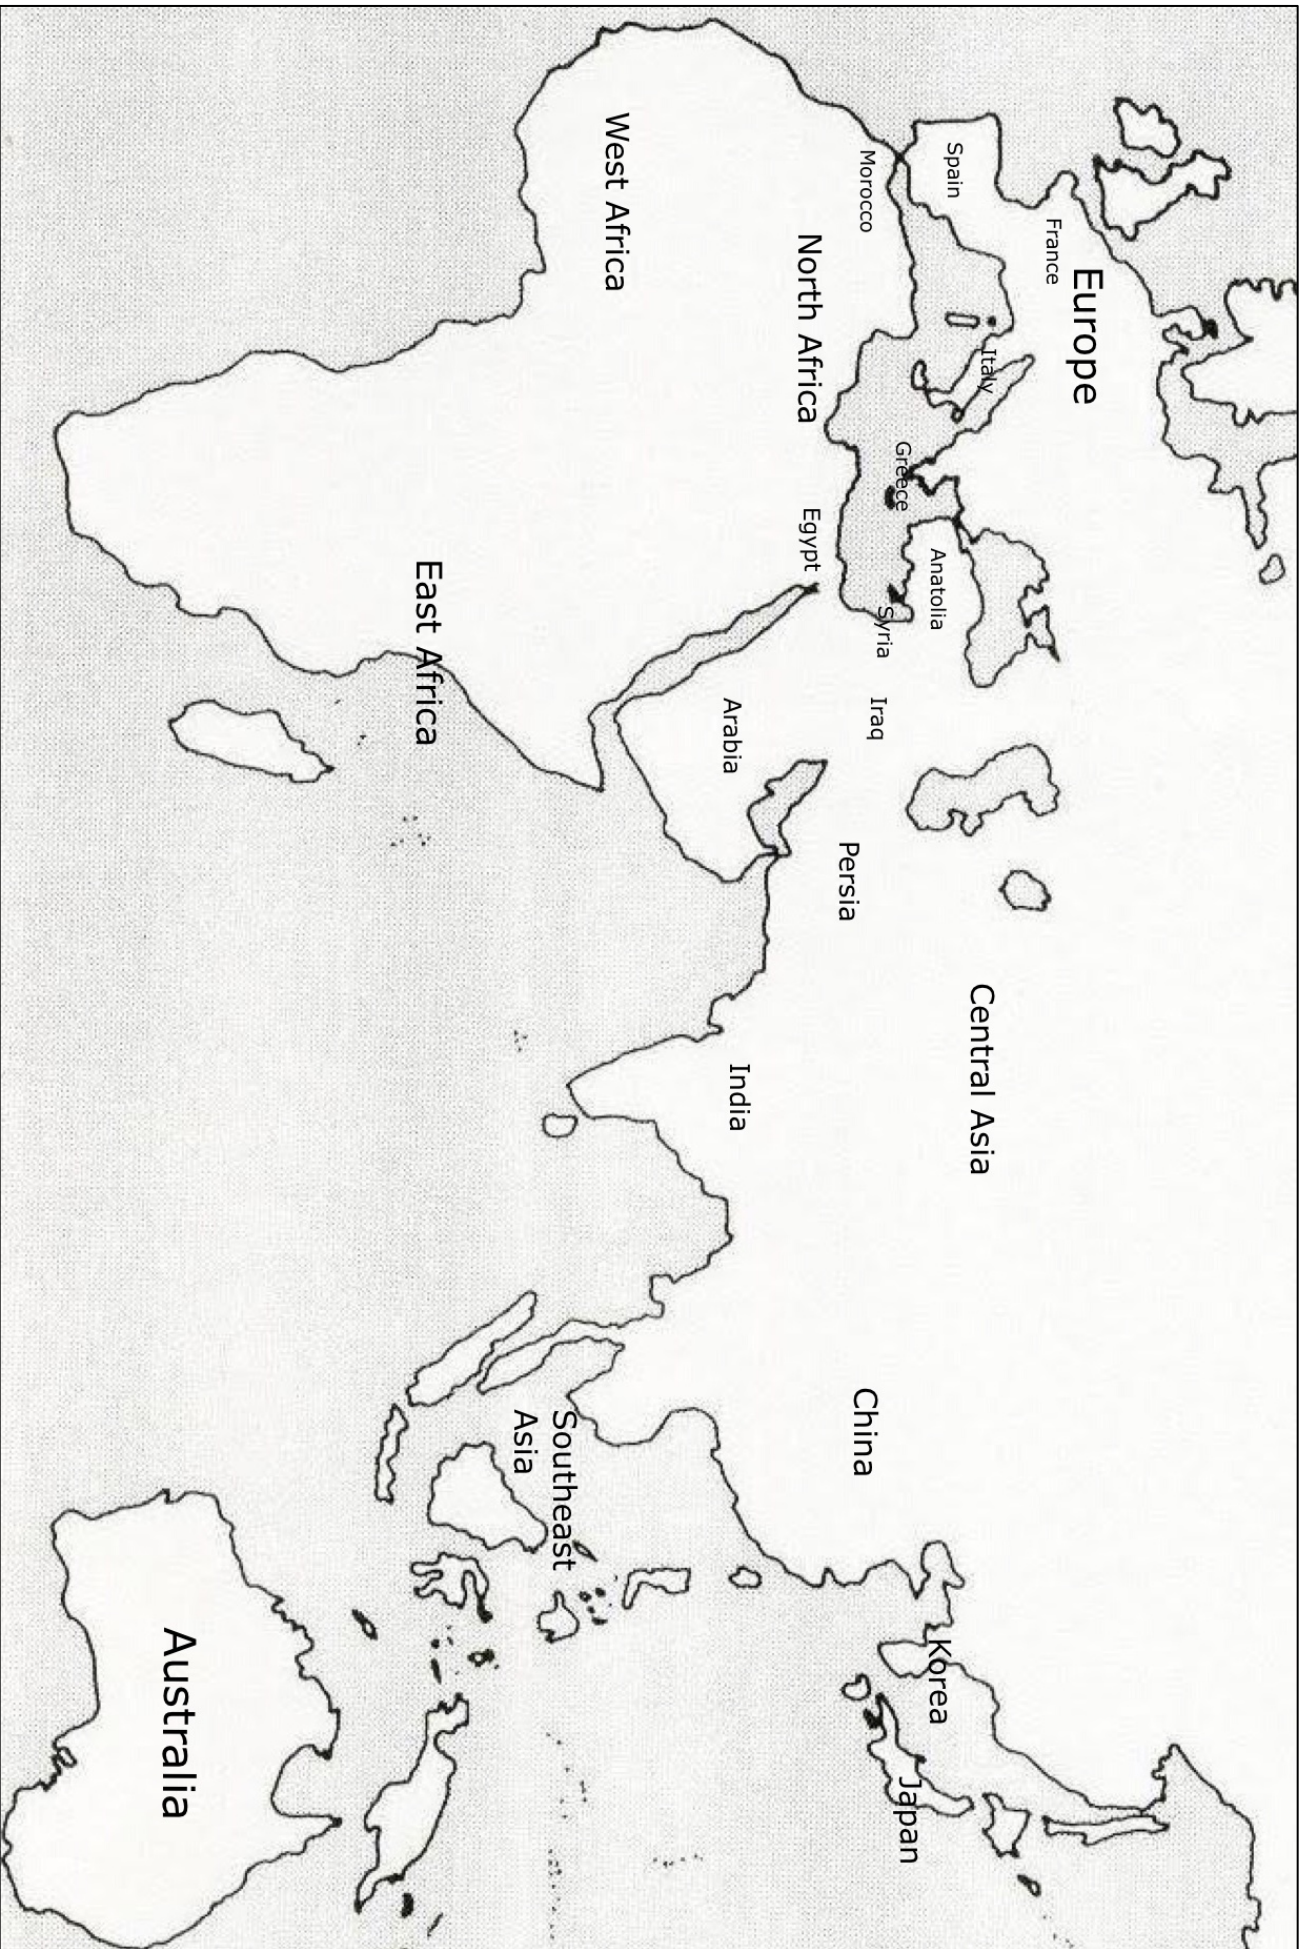 Europe
France
Spain
Italy
Morocco
Greece
Anatolia
Syria
Iraq
North Africa
Egypt
West Africa
East Africa
Arabia
Persia
Central Asia
India
China
Korea
Japan
Southeast
Asia
Australia